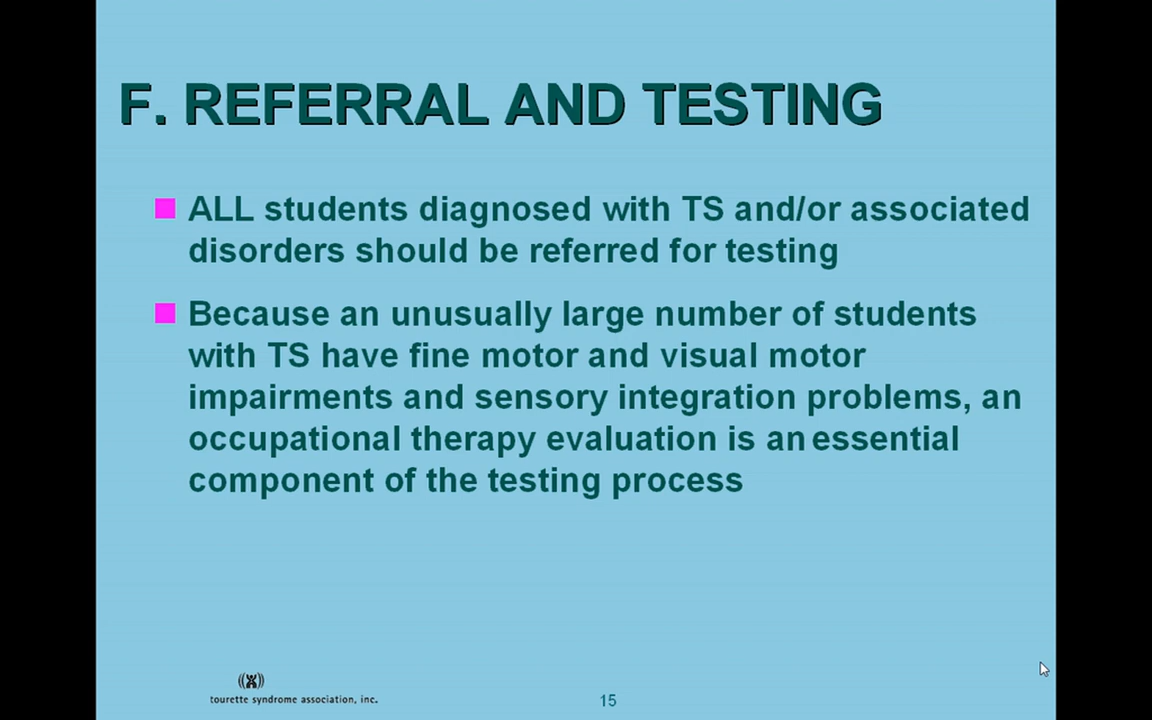 F. REFERRAL AND TESTING
ALL students diagnosed with TS and/or associated
disorders should be referred for testing
Because an unusually large number of students
with TS have fine motor and visual motor
impairments and sensory integration problems, an
occupational therapy evaluation is an essential
component of the testing process
tourette syndrome association, inc.
15